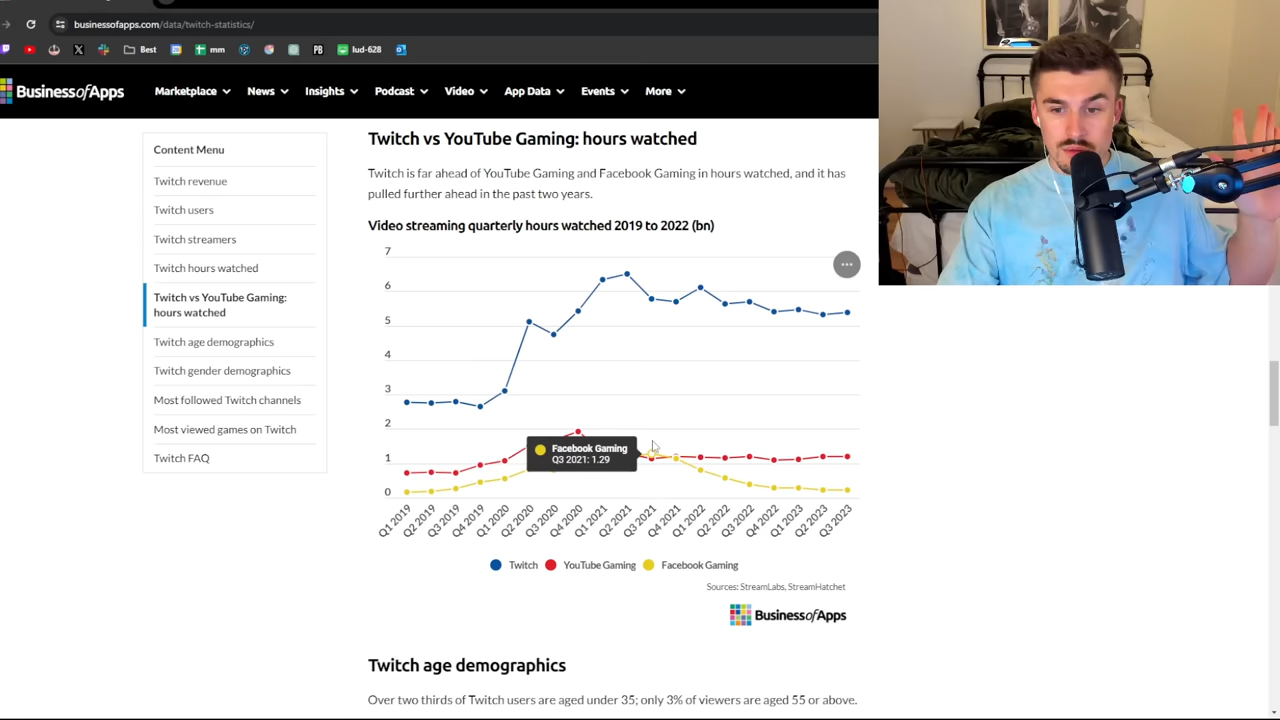 businessofapps.com/data/twitch-statistics/
Best
mm
PB
lud-628
BusinessofApps
Marketplace
News
Insights
Podcast
Video
App Data
Events
More
Content Menu
Twitch revenue
Twitch users
Twitch streamers
Twitch hours watched
Twitch vs YouTube Gaming:
hours watched
Twitch age demographics
Twitch gender demographics
Most followed Twitch channels
Most viewed games on Twitch
Twitch FAQ
Twitch vs YouTube Gaming: hours watched
Twitch is far ahead of YouTube Gaming and Facebook Gaming in hours watched, and it has
pulled further ahead in the past two years.
Video streaming quarterly hours watched 2019 to 2022 (bn)
7
6
5
4
3
2
1
0
Facebook Gaming
Q3 2021: 1.29
Q1 2019
Q2 2019
Q3 2019
Q4 2019
Q1 2020
Q2 2020
Q3 2020
Q4 2020
Q1 2021
Q2 2021
Q3 2021
Q4 2021
Q1 2022
Q2 2022
Q3 2022
Q4 2022
Q1 2023
Q2 2023
Q3 2023
Twitch
YouTube Gaming
Facebook Gaming
Sources: StreamLabs, StreamHatchet
BusinessofApps
Twitch age demographics
Over two thirds of Twitch users are aged under 35; only 3% of viewers are aged 55 or above.